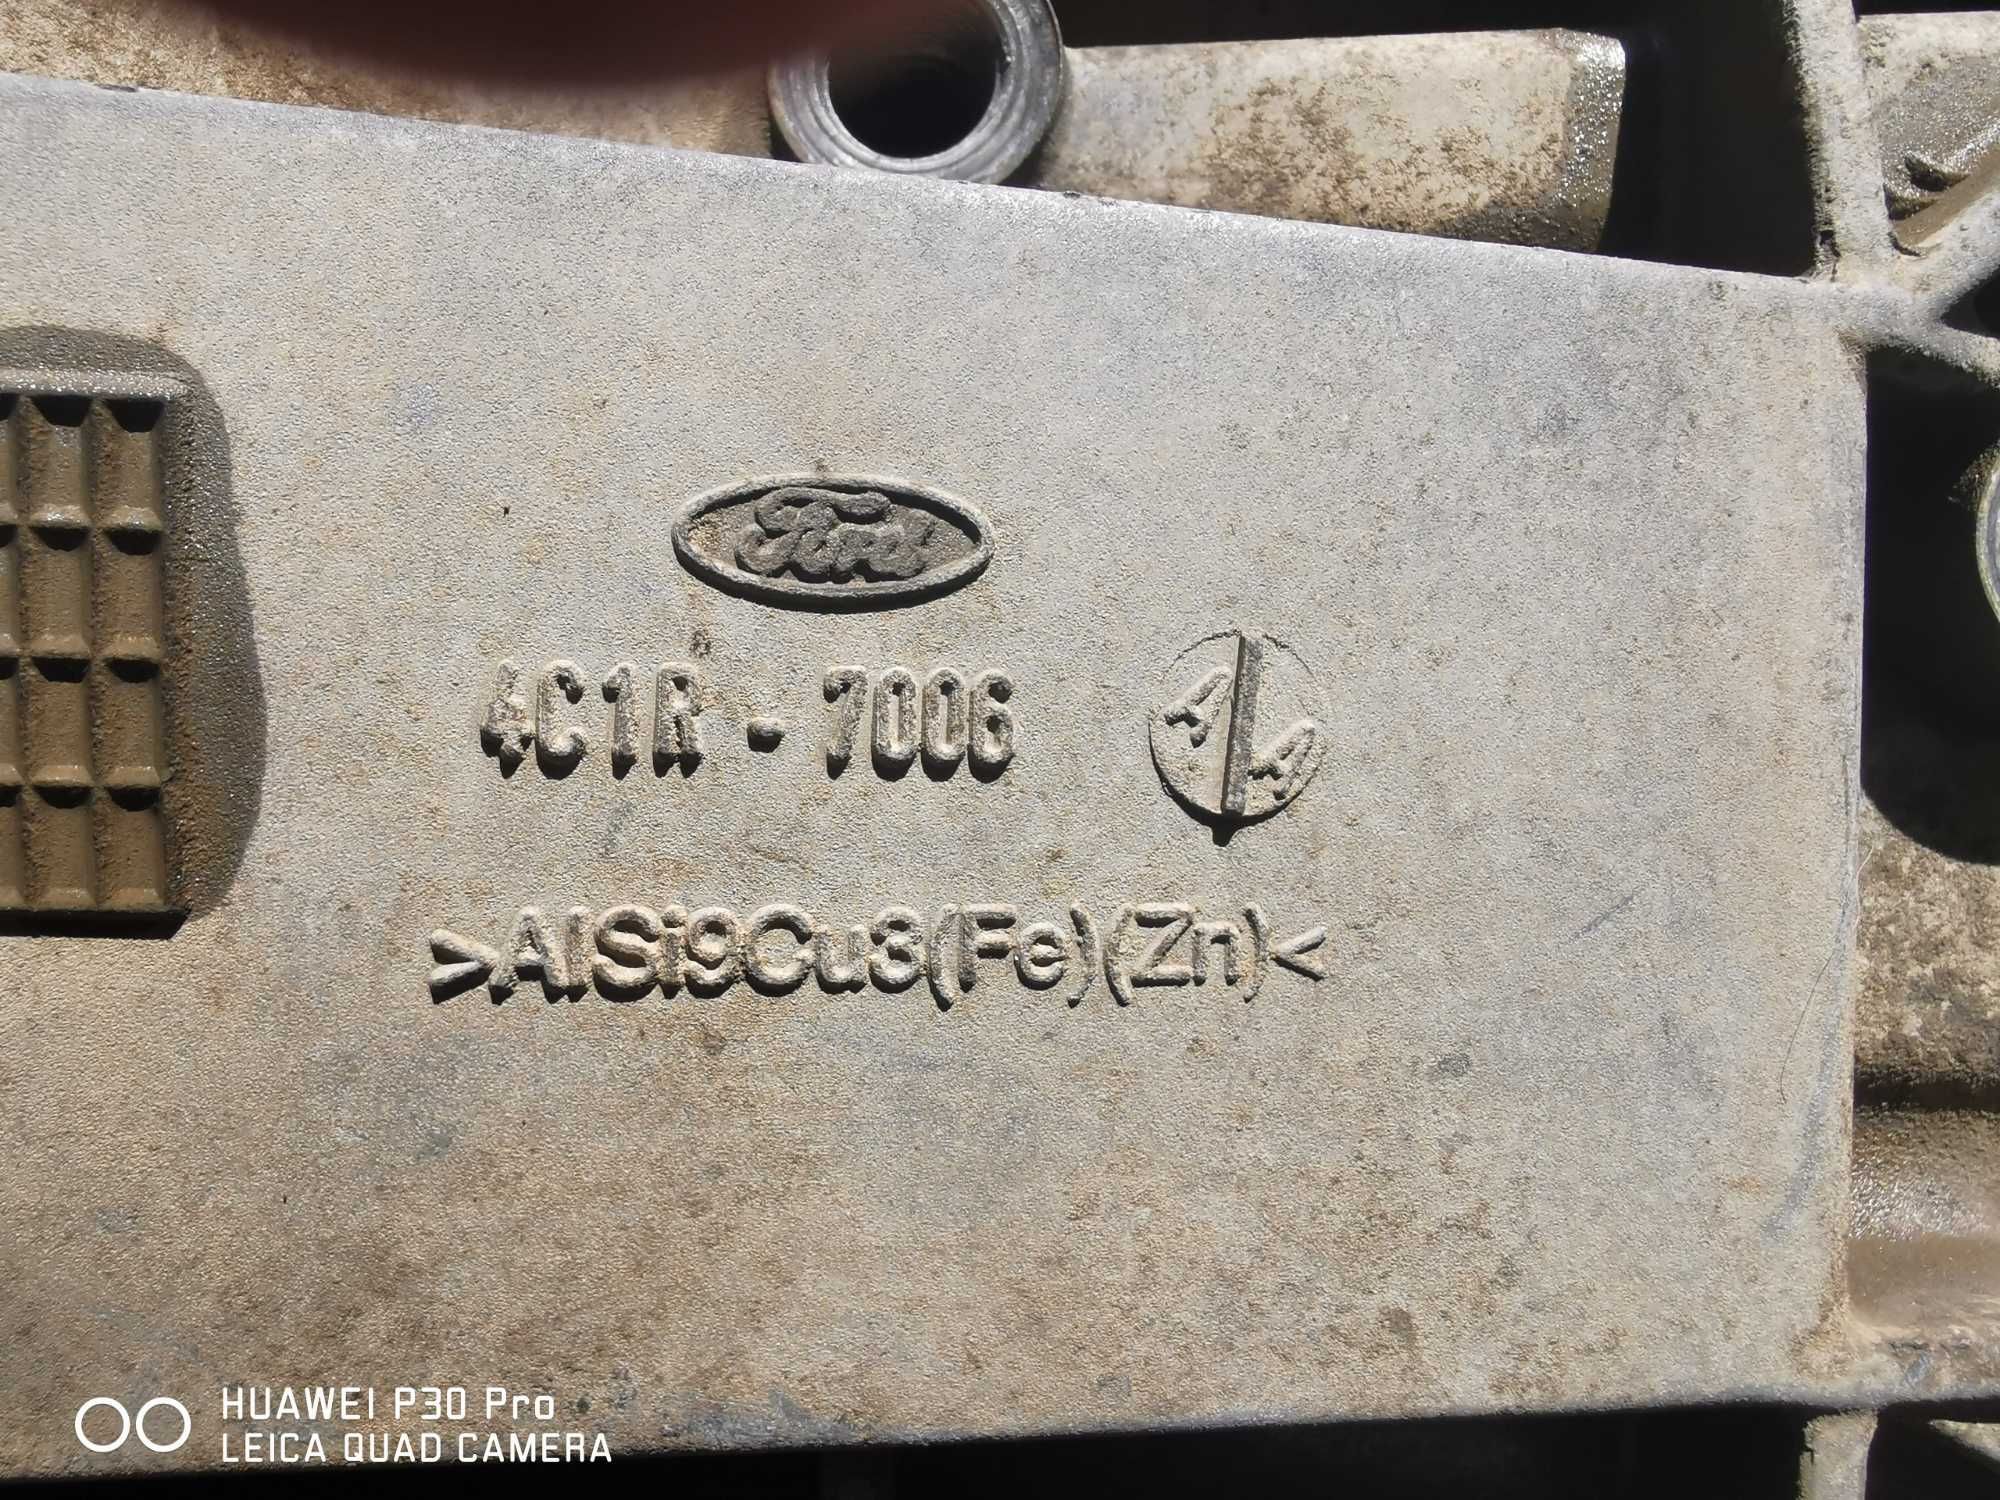 Ford
4C1R - 7006
>AlSi9Cu3(Fe)(Zn)<
HUAWEI P30 Pro
LEICA QUAD CAMERA